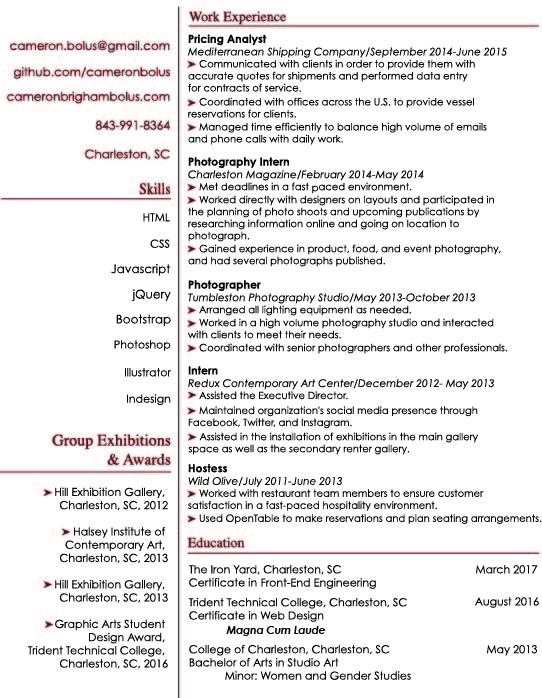 cameron.bolus@gmail.com
github.com/cameronbolus
cameronbrighambolus.com
843-991-8364
Charleston, SC
Skills
HTML
CSS
Javascript
jQuery
Bootstrap
Photoshop
Illustrator
Indesign
Group Exhibitions
& Awards
➤Hill Exhibition Gallery,
Charleston, SC, 2012
➤ Halsey Institute of
Contemporary Art,
Charleston, SC, 2013
➤Hill Exhibition Gallery,
Charleston, SC, 2013
➤Graphic Arts Student
Design Award,
Trident Technical College,
Charleston, SC, 2016
Work Experience
Pricing Analyst
Mediterranean Shipping Company/September 2014-June 2015
➤ Communicated with clients in order to provide them with
accurate quotes for shipments and performed data entry
for contracts of service.
➤ Coordinated with offices across the U.S. to provide vessel
reservations for clients.
➤ Managed time efficiently to balance high volume of emails
and phone calls with daily work.
Photography Intern
Charleston Magazine/February 2014-May 2014
➤ Met deadlines in a fast paced environment.
➤ Worked directly with designers on layouts and participated in
the planning of photo shoots and upcoming publications by
researching information online and going on location to
photograph.
➤ Gained experience in product, food, and event photography,
and had several photographs published.
Photographer
Tumbleston Photography Studio/May 2013-October 2013
➤ Arranged all lighting equipment as needed.
➤ Worked in a high volume photography studio and interacted
with clients to meet their needs.
➤ Coordinated with senior photographers and other professionals.
Intern
Redux Contemporary Art Center/December 2012- May 2013
➤ Assisted the Executive Director.
➤ Maintained organization's social media presence through
Facebook, Twitter, and Instagram.
➤ Assisted in the installation of exhibitions in the main gallery
space as well as the secondary renter gallery.
Hostess
Wild Olive/July 2011-June 2013
➤ Worked with restaurant team members to ensure customer
satisfaction in a fast-paced hospitality environment.
➤ Used OpenTable to make reservations and plan seating arrangements.
Education
The Iron Yard, Charleston, SC March 2017
Certificate in Front-End Engineering
Trident Technical College, Charleston, SC August 2016
Certificate in Web Design
Magna Cum Laude
College of Charleston, Charleston, SC May 2013
Bachelor of Arts in Studio Art
Minor: Women and Gender Studies